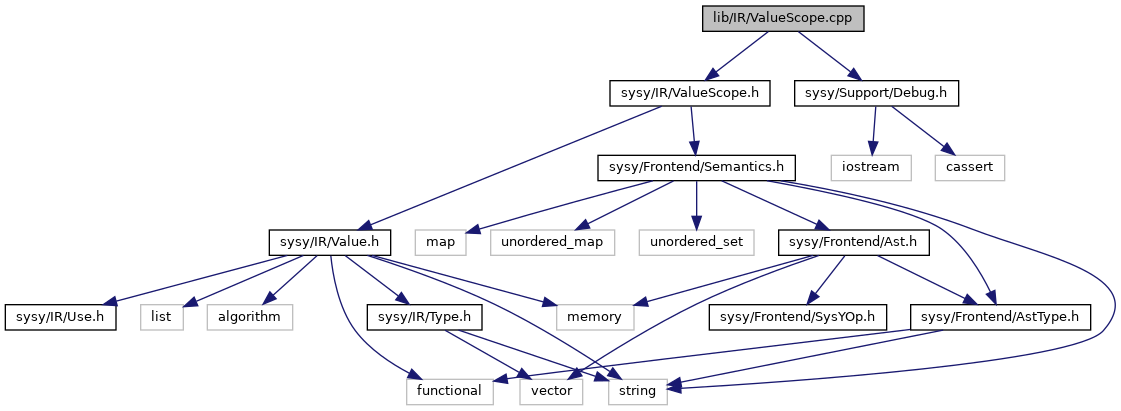 lib/IR/ValueScope.cpp
sysy/IR/ValueScope.h
sysy/Support/Debug.h
sysy/Frontend/Semantics.h
iostream
cassert
sysy/IR/Value.h
map
unordered_map
unordered_set
sysy/Frontend/Ast.h
sysy/IR/Use.h
list
algorithm
sysy/IR/Type.h
memory
sysy/Frontend/SysYOp.h
sysy/Frontend/AstType.h
functional
vector
string